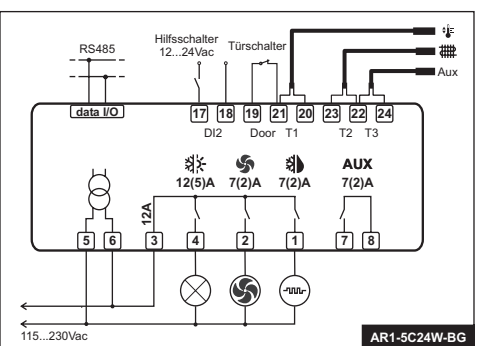 RS485
Hilfsschalter
12...24Vac
Türschalter
Aux
data I/O
17 18 19 21 20 23 22 24
DI2 Door T1 T2 T3
12(5)A 7(2)A 7(2)A
AUX
7(2)A
12A
5 6 3 4 2 1 7 8
115...230Vac
AR1-5C24W-BG